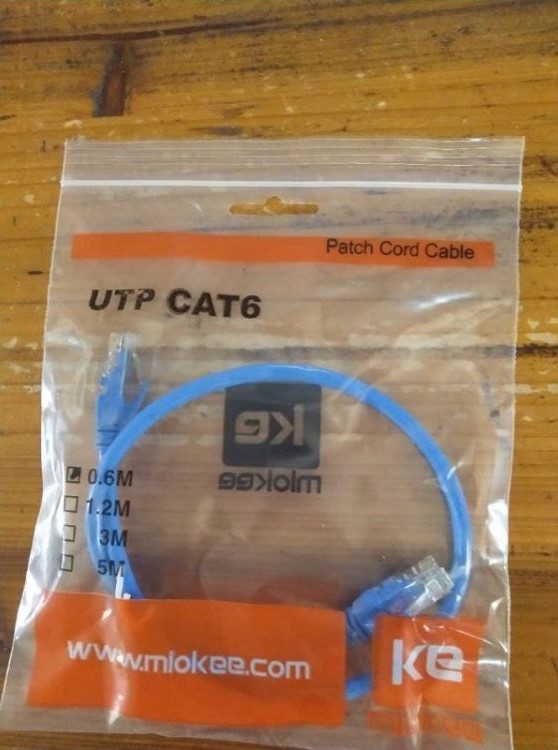 Patch Cord Cable
UTP CAT6
ke
miokee
0.6M
1.2M
3M
5M
www.miokee.com
ke